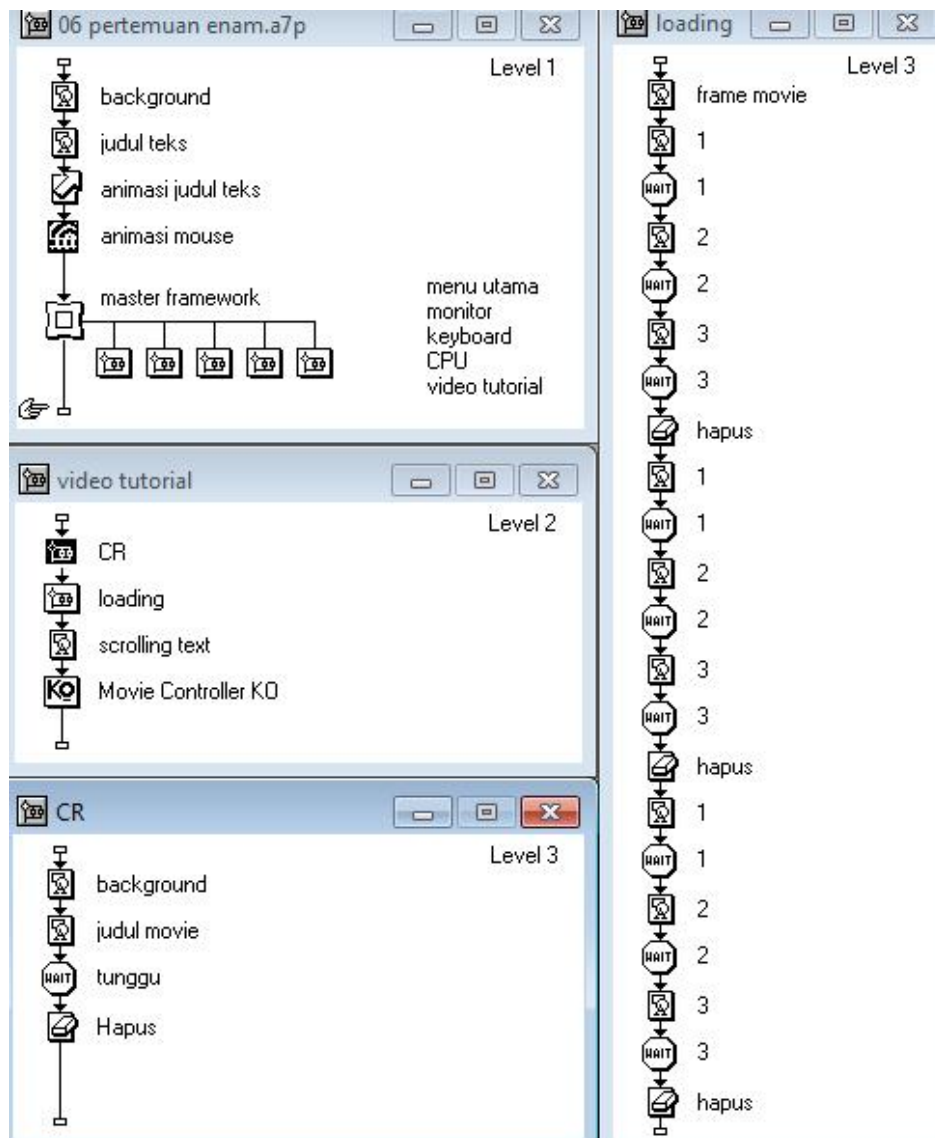 06 pertemuan enam.a7p
Level 1
background
judul teks
animasi judul teks
animasi mouse
master framework
menu utama
monitor
keyboard
CPU
video tutorial
video tutorial
Level 2
CR
loading
scrolling text
KO Movie Controller KO
CR
Level 3
background
judul movie
WAIT tunggu
Hapus
loading
Level 3
frame movie
1
WAIT 1
2
WAIT 2
3
WAIT 3
hapus
1
WAIT 1
2
WAIT 2
3
WAIT 3
hapus
1
WAIT 1
2
WAIT 2
3
WAIT 3
hapus